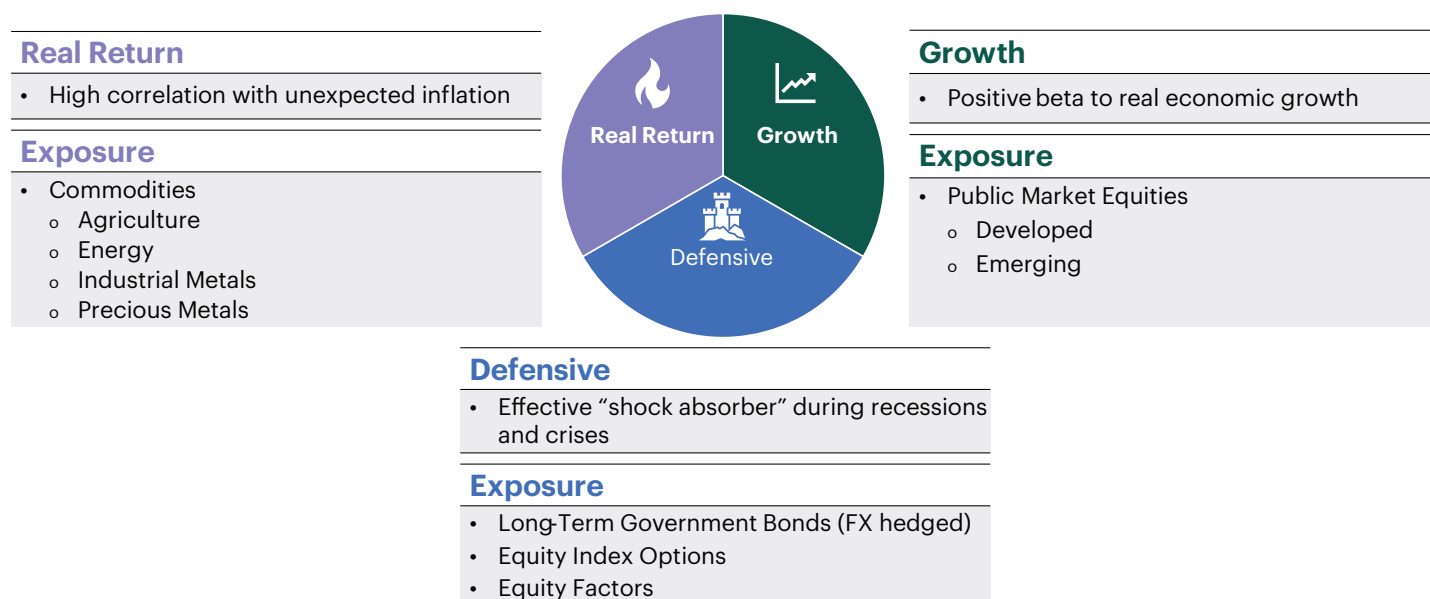 Real Return
• High correlation with unexpected inflation
Exposure
• Commodities
o Agriculture
o Energy
o Industrial Metals
o Precious Metals
Real Return
Growth
Defensive
Growth
• Positive beta to real economic growth
Exposure
• Public Market Equities
o Developed
o Emerging
Defensive
• Effective “shock absorber” during recessions
and crises
Exposure
• Long-Term Government Bonds (FX hedged)
• Equity Index Options
• Equity Factors